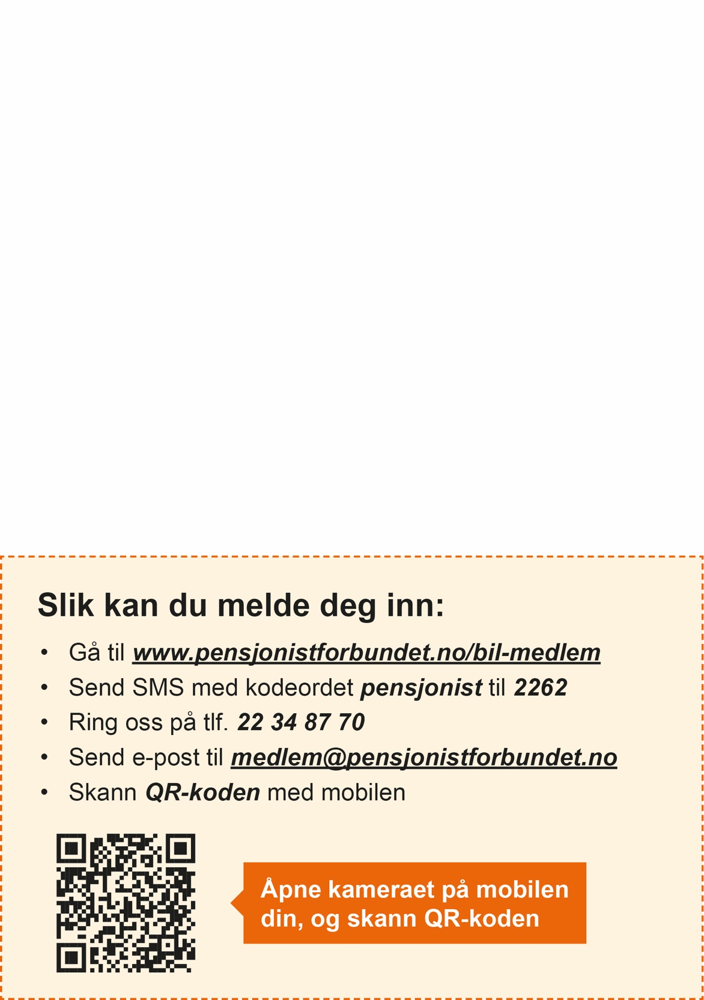 Slik kan du melde deg inn:
• Gå til www.pensjonistforbundet.no/bil-medlem
• Send SMS med kodeordet pensjonist til 2262
• Ring oss på tlf. 22 34 87 70
• Send e-post til medlem@pensjonistforbundet.no
• Skann QR-koden med mobilen
Åpne kameraet på mobilen
din, og skann QR-koden